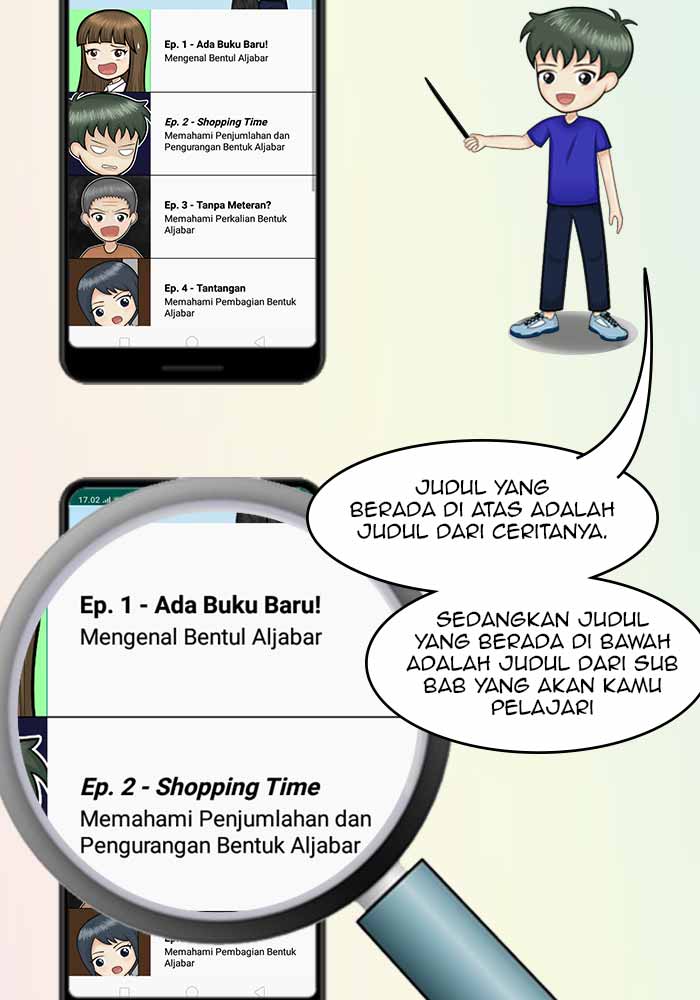 Ep. 1 - Ada Buku Baru!
Mengenal Bentul Aljabar
Ep. 2 - Shopping Time
Memahami Penjumlahan dan
Pengurangan Bentuk Aljabar
Ep. 3 - Tanpa Meteran?
Memahami Perkalian Bentuk
Aljabar
Ep. 4 - Tantangan
Memahami Pembagian Bentuk
Aljabar
JUDUL YANG
BERADA DI ATAS ADALAH
JUDUL DARI CERITANYA.
SEDANGKAN JUDUL
YANG BERADA DI BAWAH
ADALAH JUDUL DARI SUB
BAB YANG AKAN KAMU
PELAJARI
17.02
Ep. 1 - Ada Buku Baru!
Mengenal Bentul Aljabar
Ep. 2 - Shopping Time
Memahami Penjumlahan dan
Pengurangan Bentuk Aljabar
Memahami Pembagian Bentuk
Aljabar